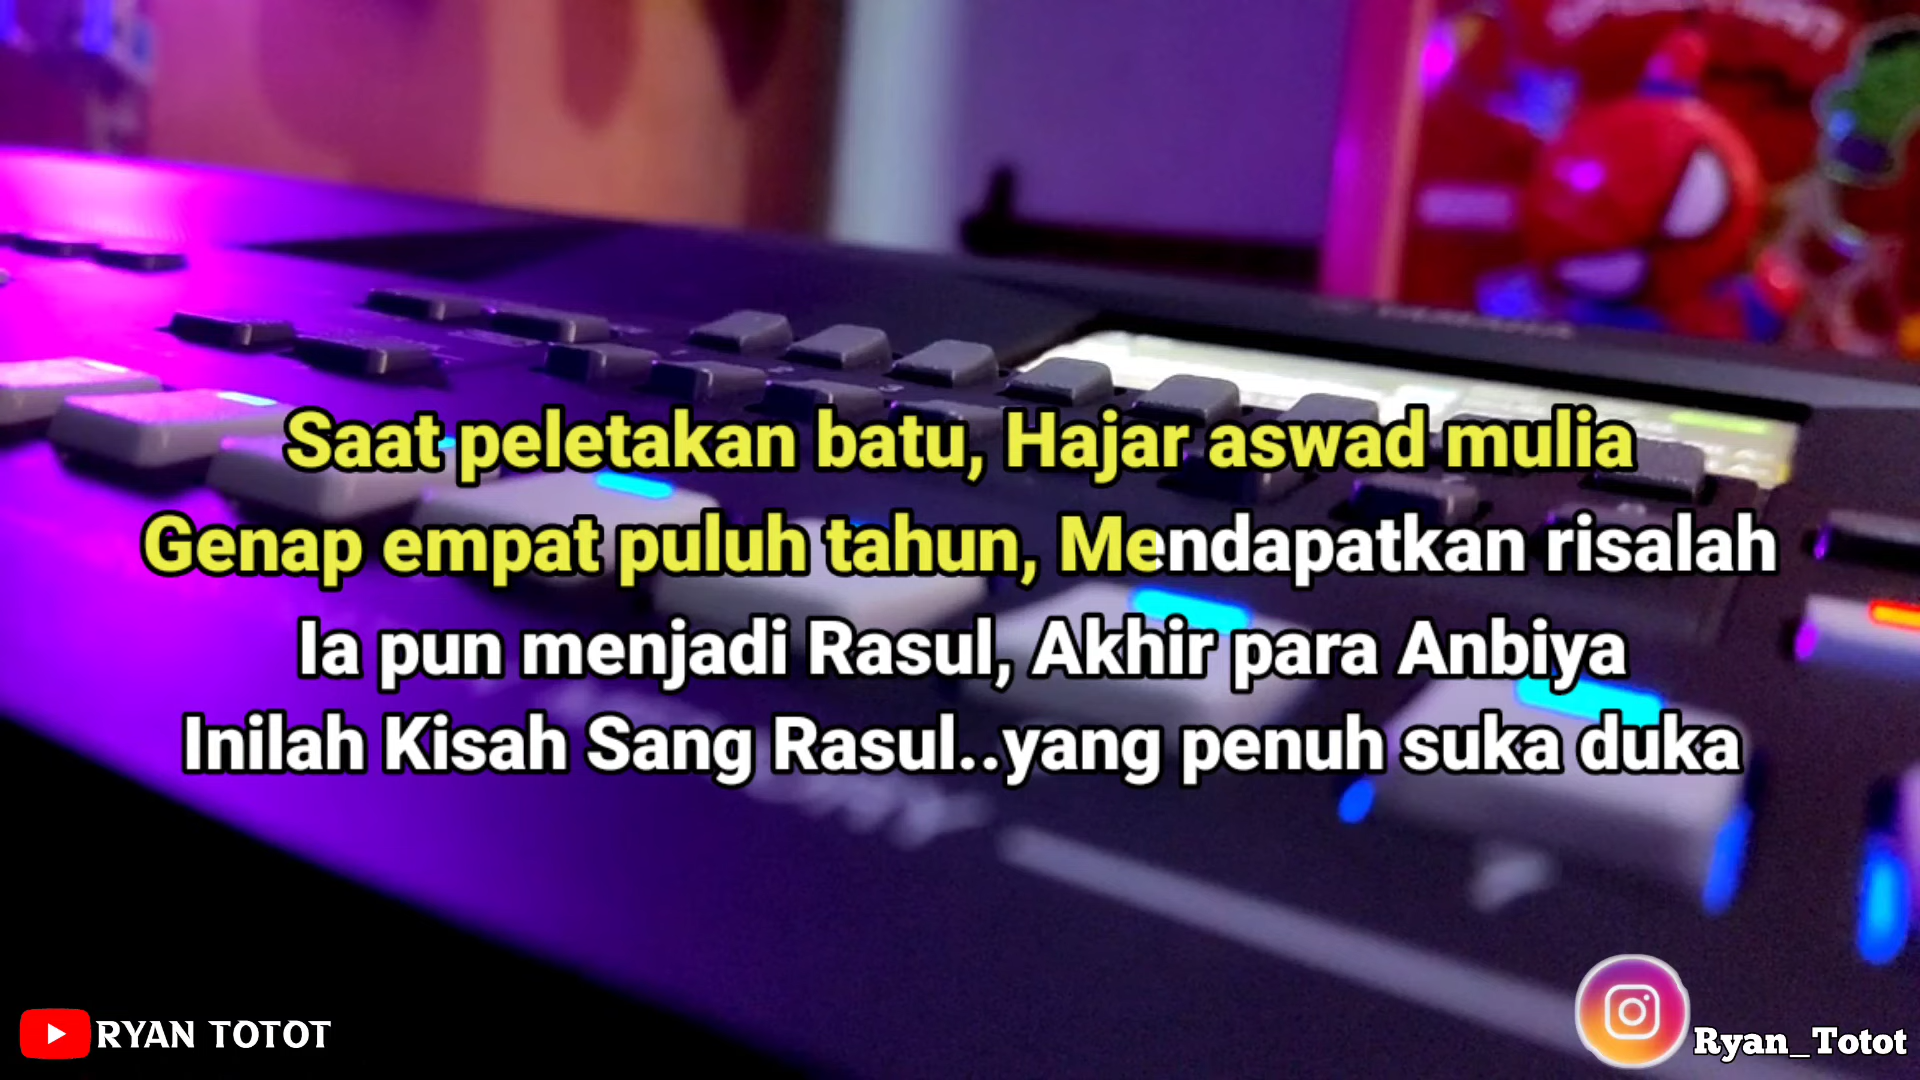 Saat peletakan batu, Hajar aswad mulia
Genap empat puluh tahun, Mendapatkan risalah
Ia pun menjadi Rasul, Akhir para Anbiya
Inilah Kisah Sang Rasul..yang penuh suka duka
RYAN TOTOT
Ryan_Totot